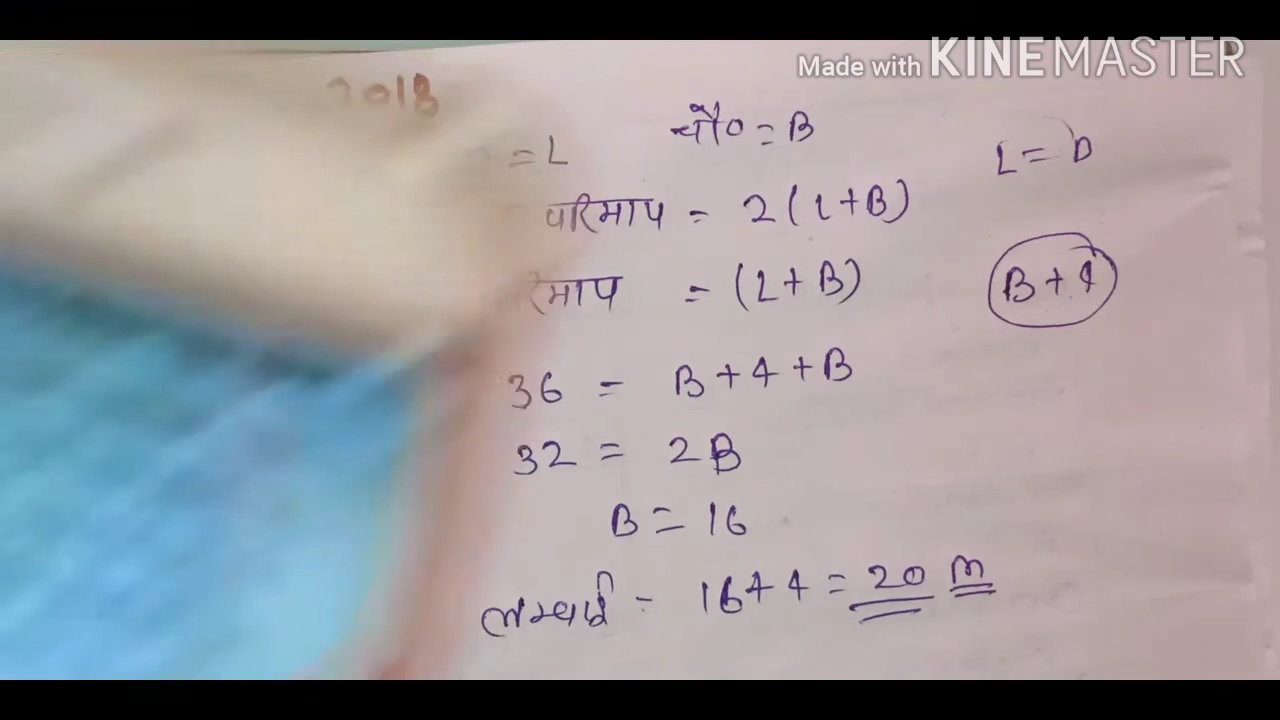 Made with KINEMASTER
2018
= L चौ० = B L = B
परिमाप = 2(L+B)
रिमाप = (L+B) B+4
36 = B+4+B
32 = 2B
B = 16
लम्बाई - 16+4 = 20 m